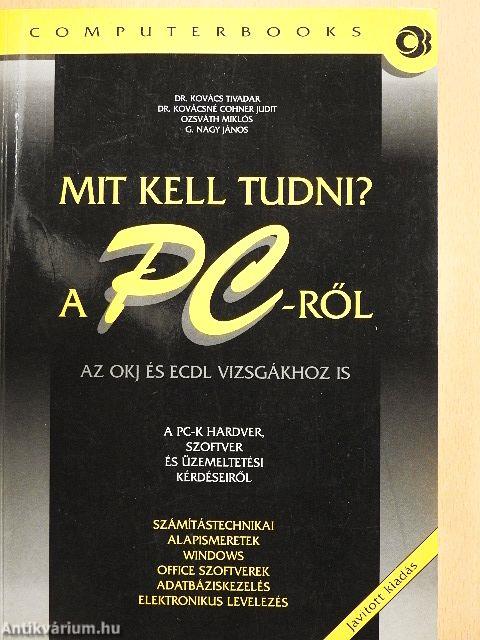 COMPUTERBOOKS
CB
DR. KOVÁCS TIVADAR
DR. KOVÁCSNÉ COHNER JUDIT
OZSVÁTH MIKLÓS
G. NAGY JÁNOS
MIT KELL TUDNI?
A PC-RŐL
AZ OKJ ÉS ECDL VIZSGÁKHOZ IS
A PC-K HARDVER,
SZOFTVER
ÉS ÜZEMELTETÉSI
KÉRDÉSEIRŐL
SZÁMÍTÁSTECHNIKAI
ALAPISMERETEK
WINDOWS
OFFICE SZOFTVEREK
ADATBÁZISKEZELÉS
ELEKTRONIKUS LEVELEZÉS
Javított kiadás
Antikvárium.hu